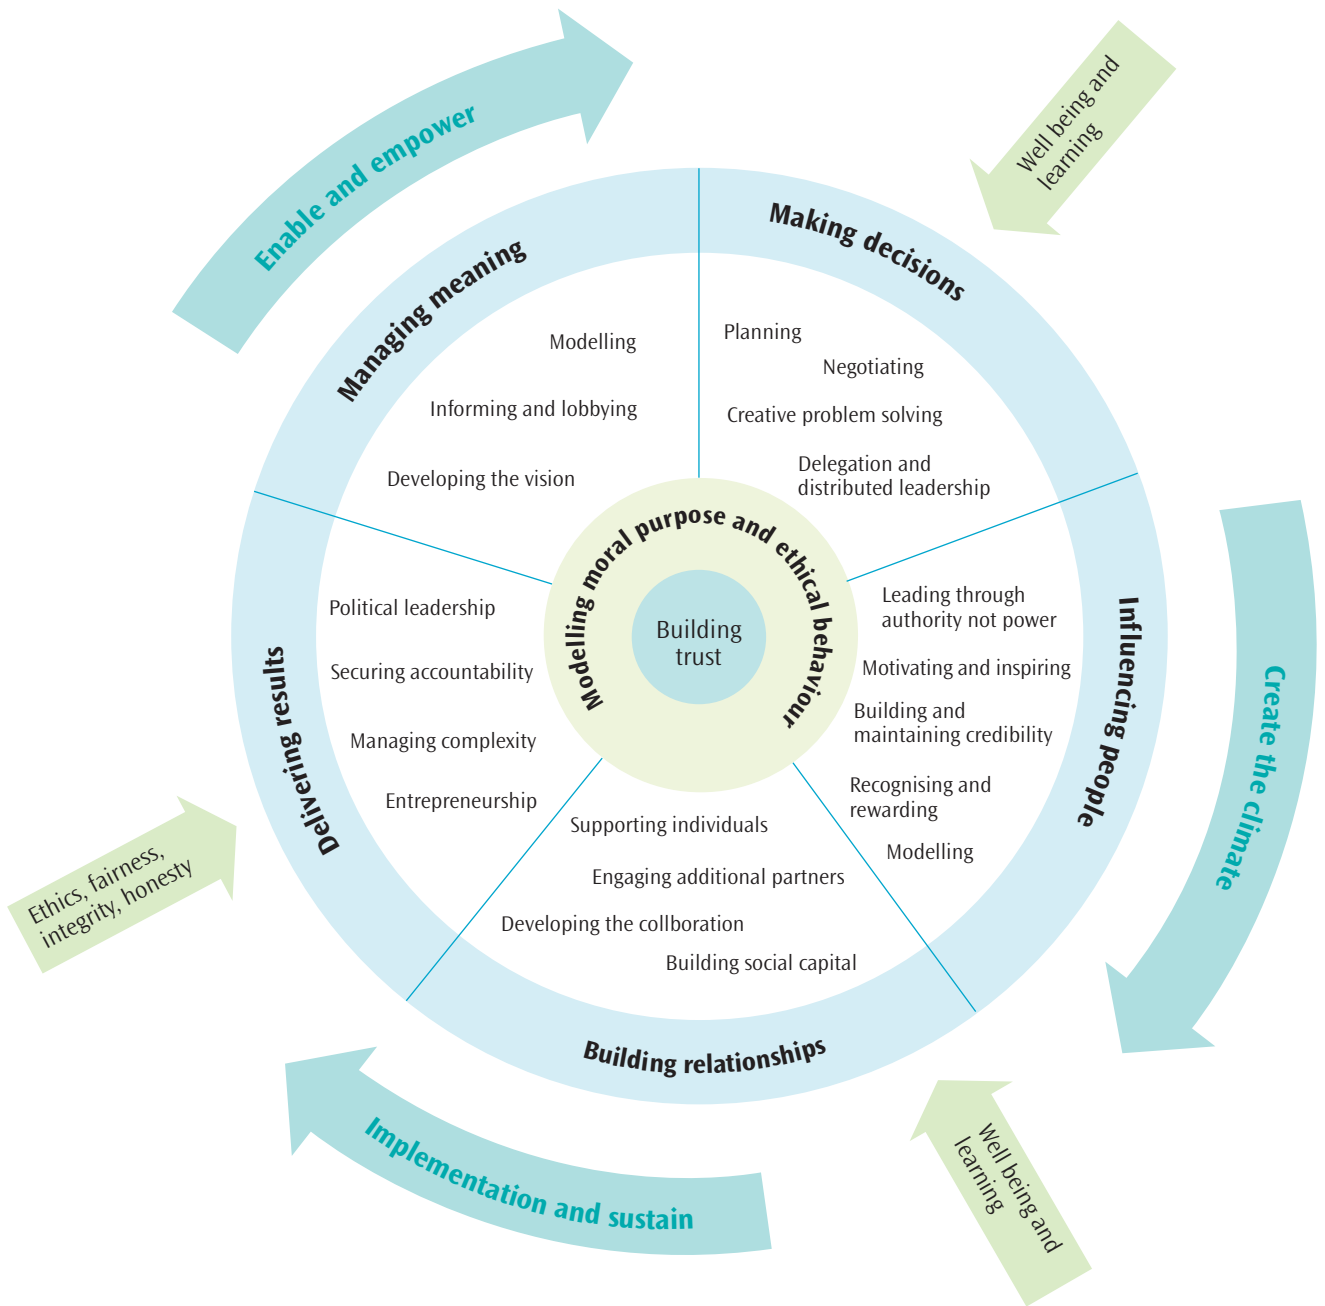 Enable and empower
Well being and
learning
Making decisions
Managing meaning
Modelling
Informing and lobbying
Developing the vision
Planning
Negotiating
Creative problem solving
Delegation and
distributed leadership
Modelling moral purpose and ethical behaviour
Building
trust
Influencing people
Leading through
authority not power
Motivating and inspiring
Building and
maintaining credibility
Recognising and
rewarding
Modelling
Create the climate
Delivering results
Political leadership
Securing accountability
Managing complexity
Entrepreneurship
Ethics, fairness,
integrity, honesty
Supporting individuals
Engaging additional partners
Developing the collboration
Building social capital
Building relationships
Implementation and sustain
Well being and
learning